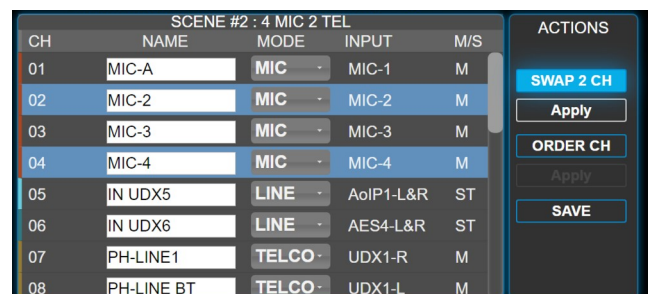 SCENE #2 : 4 MIC 2 TEL
CH NAME MODE INPUT M/S
01 MIC-A MIC MIC-1 M
02 MIC-2 MIC MIC-2 M
03 MIC-3 MIC MIC-3 M
04 MIC-4 MIC MIC-4 M
05 IN UDX5 LINE AoIP1-L&R ST
06 IN UDX6 LINE AES4-L&R ST
07 PH-LINE1 TELCO UDX1-R M
08 PH-LINE BT TELCO UDX1-L M
ACTIONS
SWAP 2 CH
Apply
ORDER CH
Apply
SAVE